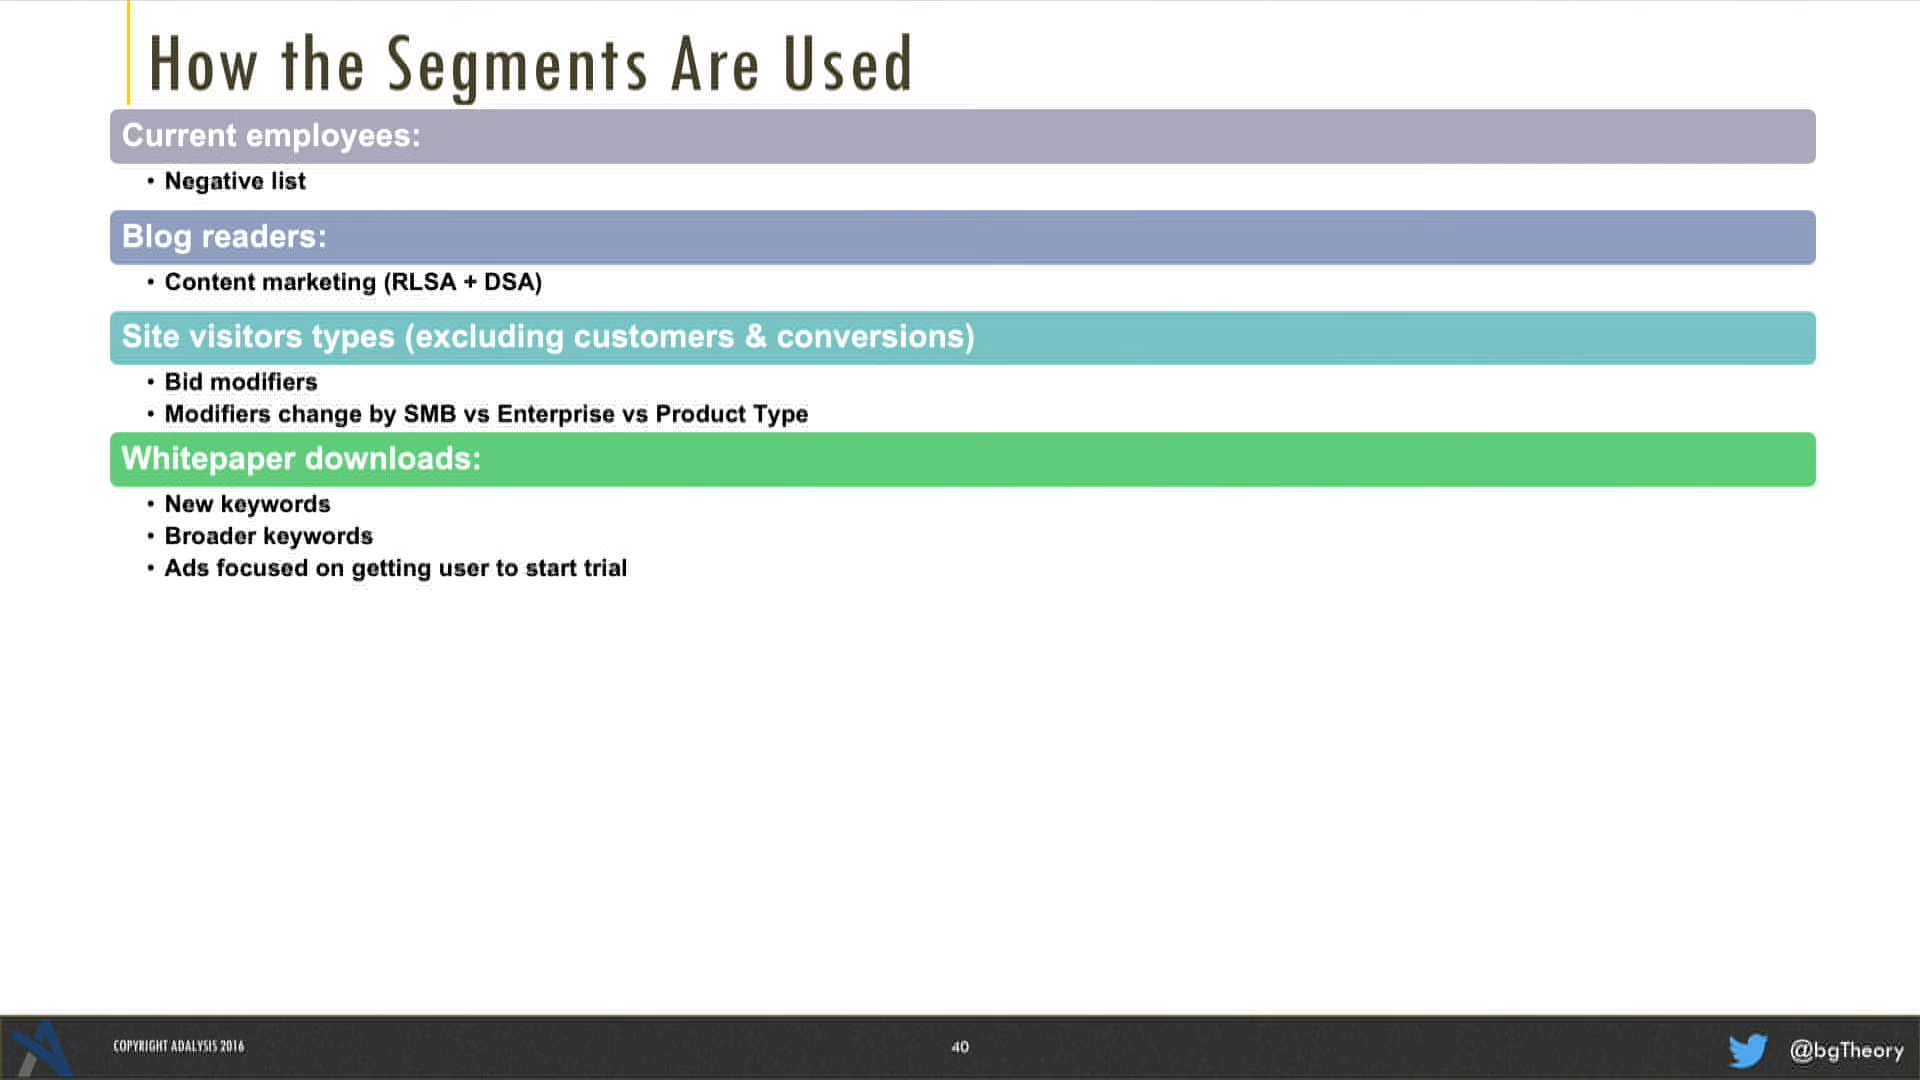 How the Segments Are Used
Current employees:
• Negative list
Blog readers:
• Content marketing (RLSA + DSA)
Site visitors types (excluding customers & conversions)
• Bid modifiers
• Modifiers change by SMB vs Enterprise vs Product Type
Whitepaper downloads:
• New keywords
• Broader keywords
• Ads focused on getting user to start trial
COPYRIGHT ADALYSIS 2016
40
@bgTheory